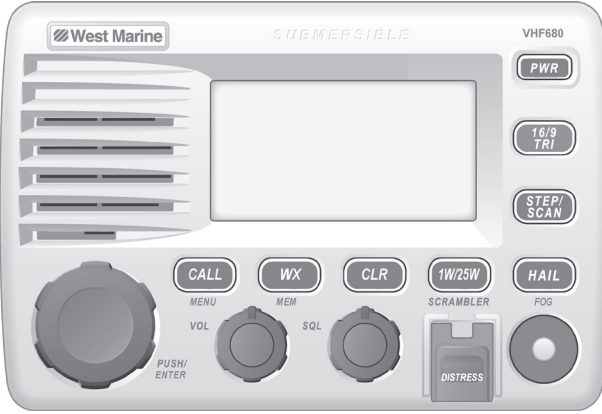 West Marine
SUBMERSIBLE
VHF680
PWR
16/9
TRI
STEP/
SCAN
CALL
WX
CLR
1W/25W
HAIL
MENU
MEM
SCRAMBLER
FOG
VOL
SQL
PUSH/
ENTER
DISTRESS